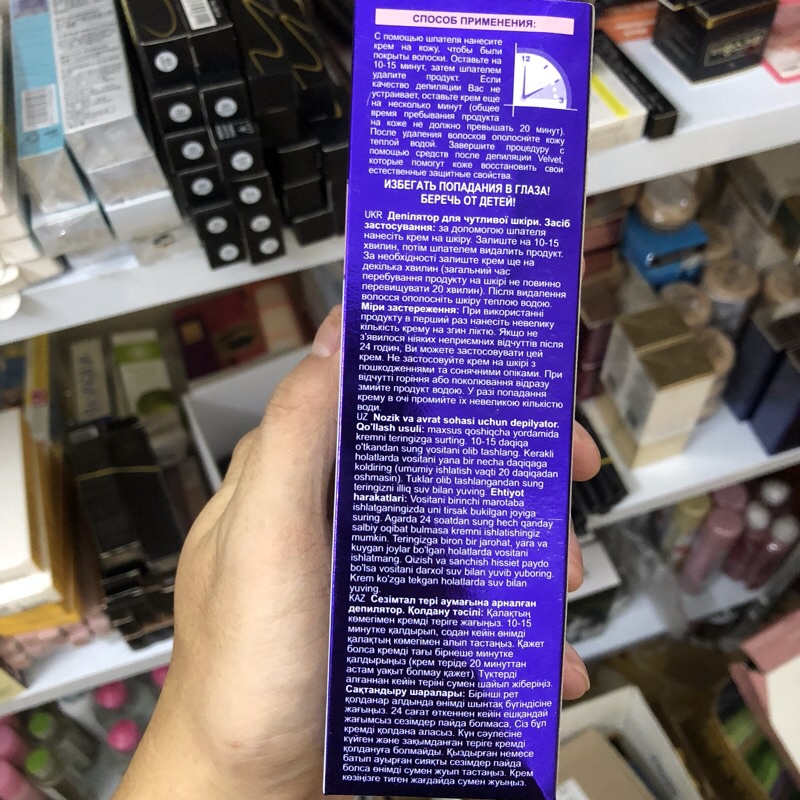 СПОСОБ ПРИМЕНЕНИЯ:
С помощью шпателя нанесите
крем на кожу, чтобы были
покрыты волоски. Оставьте на
10-15 минут, затем шпателем
удалите продукт. Если
качество депиляции Вас не
устраивает, оставьте крем еще
на несколько минут (общее
время пребывания продукта
на коже не должно превышать 20 минут).
После удаления волосков ополосните кожу
теплой водой. Завершите процедуру с
помощью средств после депиляции Velvet,
которые помогут коже восстановить свои
естественные защитные свойства.
12
3
ИЗБЕГАТЬ ПОПАДАНИЯ В ГЛАЗА!
БЕРЕЧЬ ОТ ДЕТЕЙ!
UKR Депілятор для чутливої шкіри. Засіб
застосування: за допомогою шпателя
нанесіть крем на шкіру. Залиште на 10-15
хвилин, потім шпателем видаліть продукт.
За необхідності залиште крем ще на
декілька хвилин (загальний час
перебування продукту на шкірі не повинно
перевищувати 20 хвилин). Після видалення
волосся ополосніть шкіру теплою водою.
Міри застереження: При використанні
продукту в перший раз нанесіть невелику
кількість крему на згин ліктю. Якщо не
з'явилося ніяких неприємних відчуттів після
24 годин, Ви можете застосовувати цей
крем. Не застосовуйте крем на шкірі з
пошкодженнями та сонячними опіками. При
відчутті горіння або поколювання відразу
змийте продукт водою. У разі попадання
крему в очі промийте їх невеликою кількістю
води.
UZ Nozik va avrat sohasi uchun depilyator.
Qo'llash usuli: maxsus qoshiqcha yordamida
kremni teringizga surting. 10-15 daqiqa
o'tkandan sung vositani olib tashlang. Kerakli
holatlarda vositani yana bir necha daqiqaga
koldiring (umumiy ishlatish vaqti 20 daqiqadan
oshmasin). Tuklar olib tashlangandan sung
teringizni illiq suv bilan yuving. Ehtiyot
harakatlari: Vositani birinchi marotaba
ishlatganingizda uni tirsak bukilgan joyiga
suring. Agarda 24 soatdan sung hech qanday
salbiy oqibat bulmasa kremni ishlatishingiz
mumkin. Teringizga biron bir jarohat, yara va
kuygan joylar bo'lgan holatlarda vositani
ishlatmang. Qizish va sanchish hissiet paydo
bo'lsa vositani darxol suv bilan yuvib yuboring.
Krem ko'zga tekgan holatlarda suv bilan
yuving.
KAZ Сезімтал тері аумағына арналған
депилятор. Қолдану тәсілі: Қалақтың
көмегімен кремді теріге жағыңыз. 10-15
минутке қалдырып, содан кейін өнімді
қалақтың көмегімен алып тастаңыз. Қажет
болса кремді тағы бірнеше минутке
қалдырыңыз (крем теріде 20 минуттан
астам уақыт болмау қажет). Түктерді
алғаннан кейін теріні сумен шайып жіберіңіз.
Сақтандыру шаралары: Бірінші рет
қолданар алдында өнімді шынтақ бүгіндісіне
жағыңыз. 24 сағат өткеннен кейін ешқандай
жағымсыз сезімдер пайда болмаса, Сіз бұл
кремді қолдана аласыз. Күн сәулесіне
күйген және зақымданған теріге кремді
қолдануға болмайды. Қыздырған немесе
батып ауырған сияқты сезімдер пайда
болса өнімді сумен жуып тастаңыз. Крем
көзіңізге тиген жағдайда сумен жуыңыз.